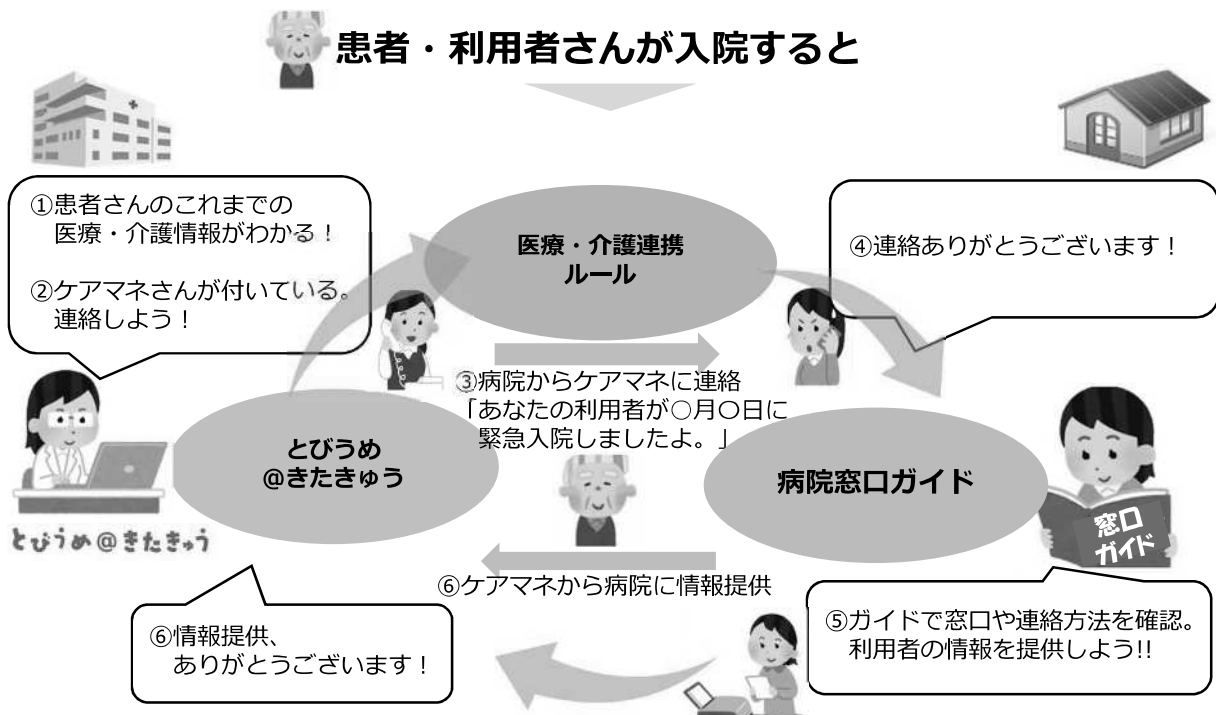 患者・利用者さんが入院すると
①患者さんのこれまでの
医療・介護情報がわかる！
②ケアマネさんが付いている。
連絡しよう！
医療・介護連携
ルール
④連絡ありがとうございます！
③病院からケアマネに連絡
「あなたの利用者が○月〇日に
緊急入院しましたよ。」
とびうめ
@きたきゅう
病院窓口ガイド
窓口
ガイド
とびうめ@きたきゅう
⑥ケアマネから病院に情報提供
⑥情報提供、
ありがとうございます！
⑤ガイドで窓口や連絡方法を確認。
利用者の情報を提供しよう!!